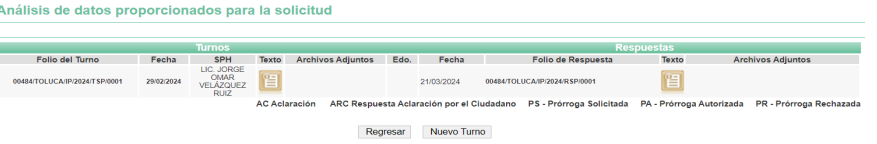 Análisis de datos proporcionados para la solicitud
Turnos Respuestas
Folio del Turno Fecha SPH Texto Archivos Adjuntos Edo. Fecha Folio de Respuesta Texto Archivos Adjuntos
00484/TOLUCA/IP/2024/TSP/0001 29/02/2024 LIC. JORGE OMAR VELÁZQUEZ RUIZ 21/03/2024 00484/TOLUCA/IP/2024/RSP/0001
AC Aclaración ARC Respuesta Aclaración por el Ciudadano PS - Prórroga Solicitada PA - Prórroga Autorizada PR - Prórroga Rechazada
Regresar Nuevo Turno